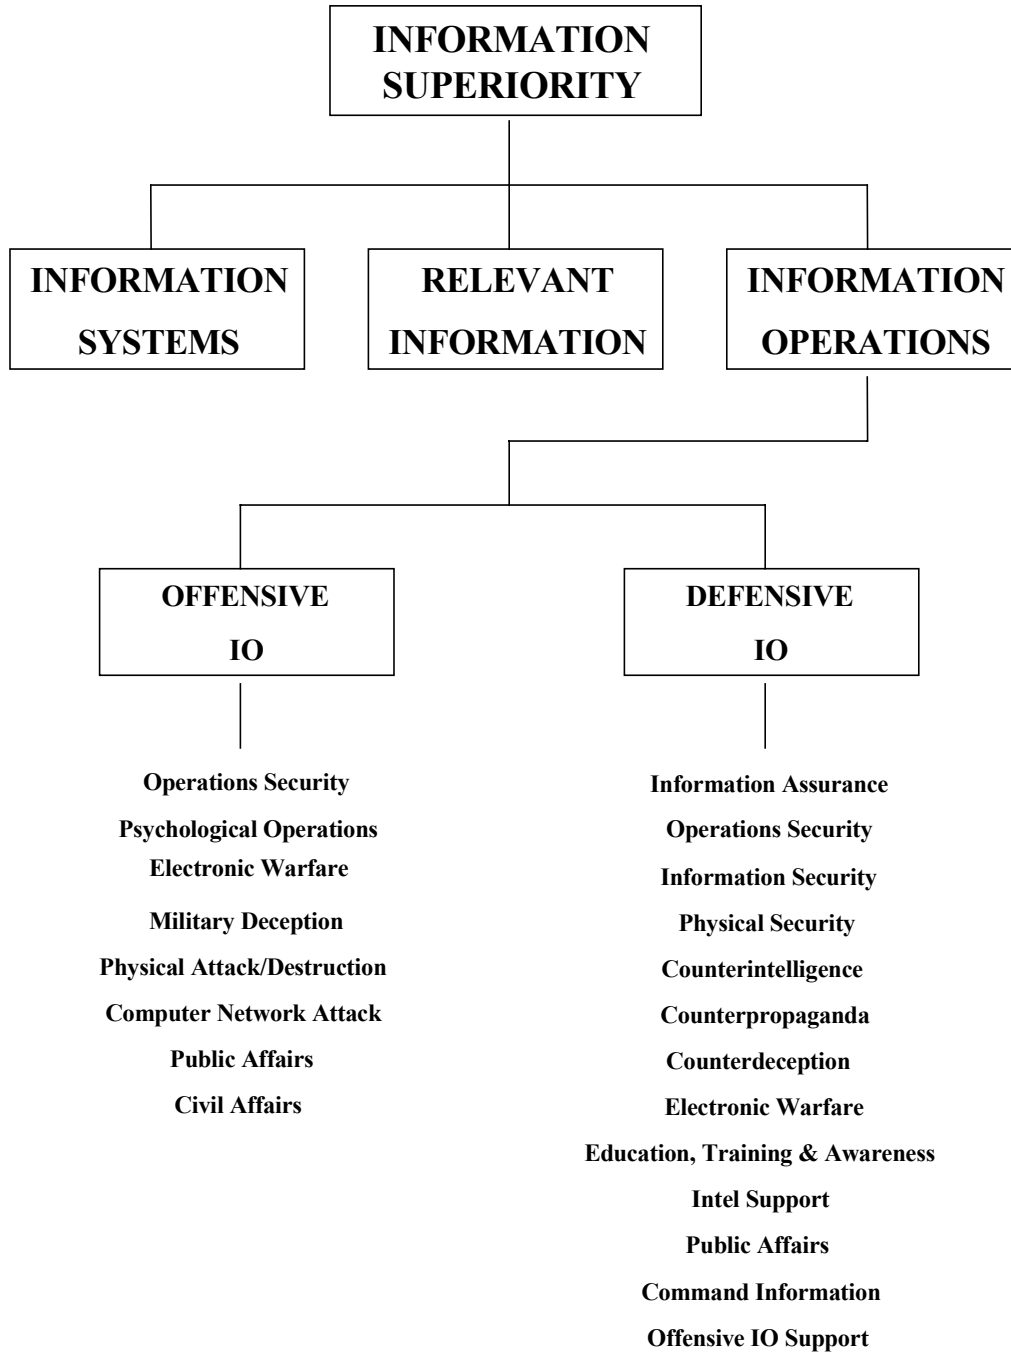 INFORMATION
SUPERIORITY
INFORMATION
SYSTEMS
RELEVANT
INFORMATION
INFORMATION
OPERATIONS
OFFENSIVE
IO
Operations Security
Psychological Operations
Electronic Warfare
Military Deception
Physical Attack/Destruction
Computer Network Attack
Public Affairs
Civil Affairs
DEFENSIVE
IO
Information Assurance
Operations Security
Information Security
Physical Security
Counterintelligence
Counterpropaganda
Counterdeception
Electronic Warfare
Education, Training & Awareness
Intel Support
Public Affairs
Command Information
Offensive IO Support